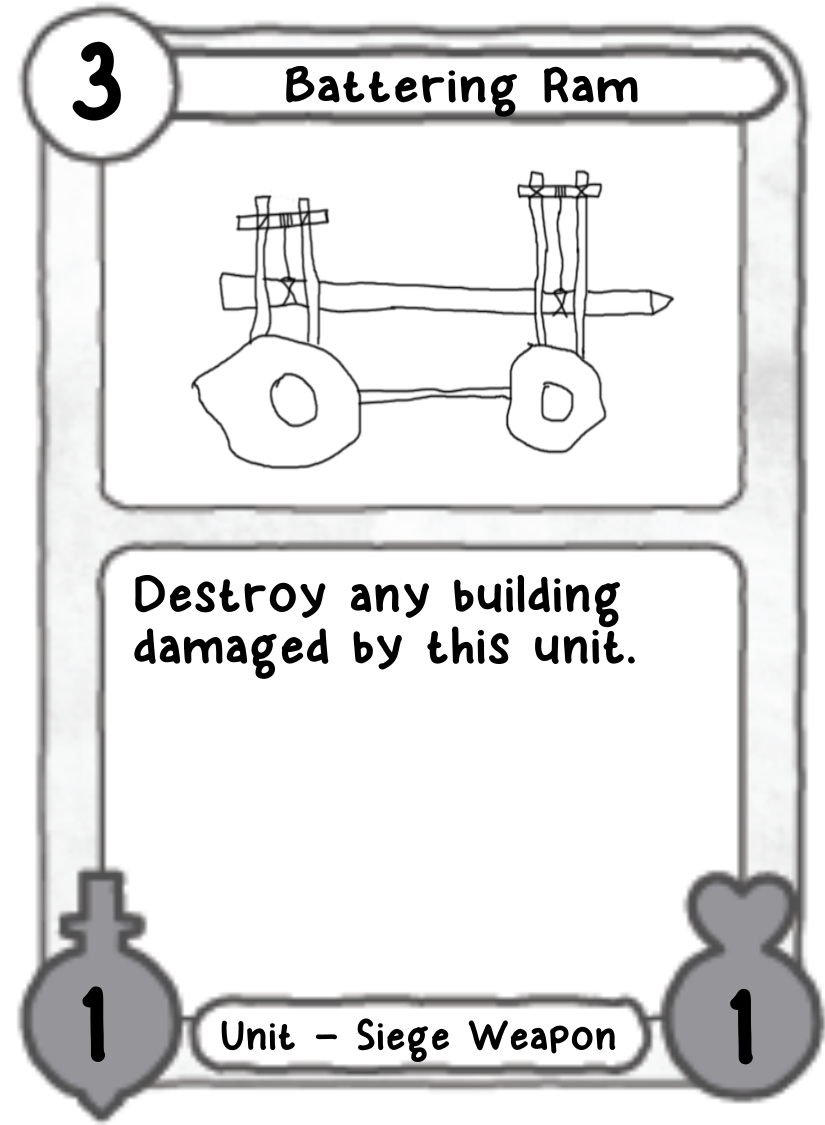 3
Battering Ram
Destroy any building
damaged by this unit.
1
Unit – Siege Weapon
1